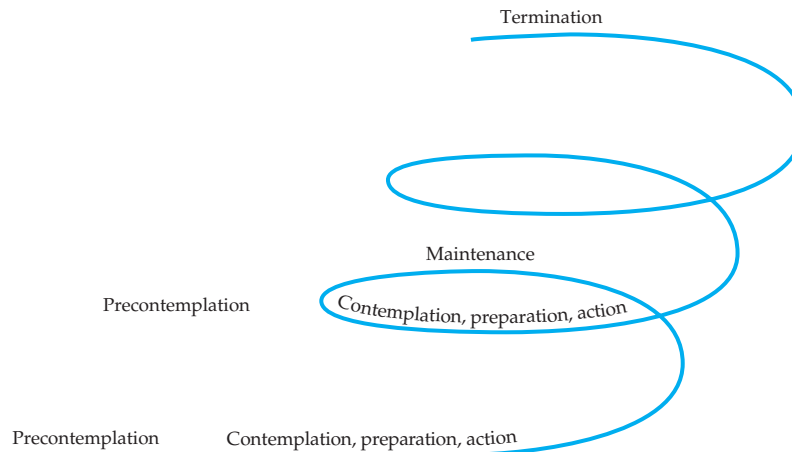 Termination
Maintenance
Precontemplation
Contemplation, preparation, action
Precontemplation
Contemplation, preparation, action